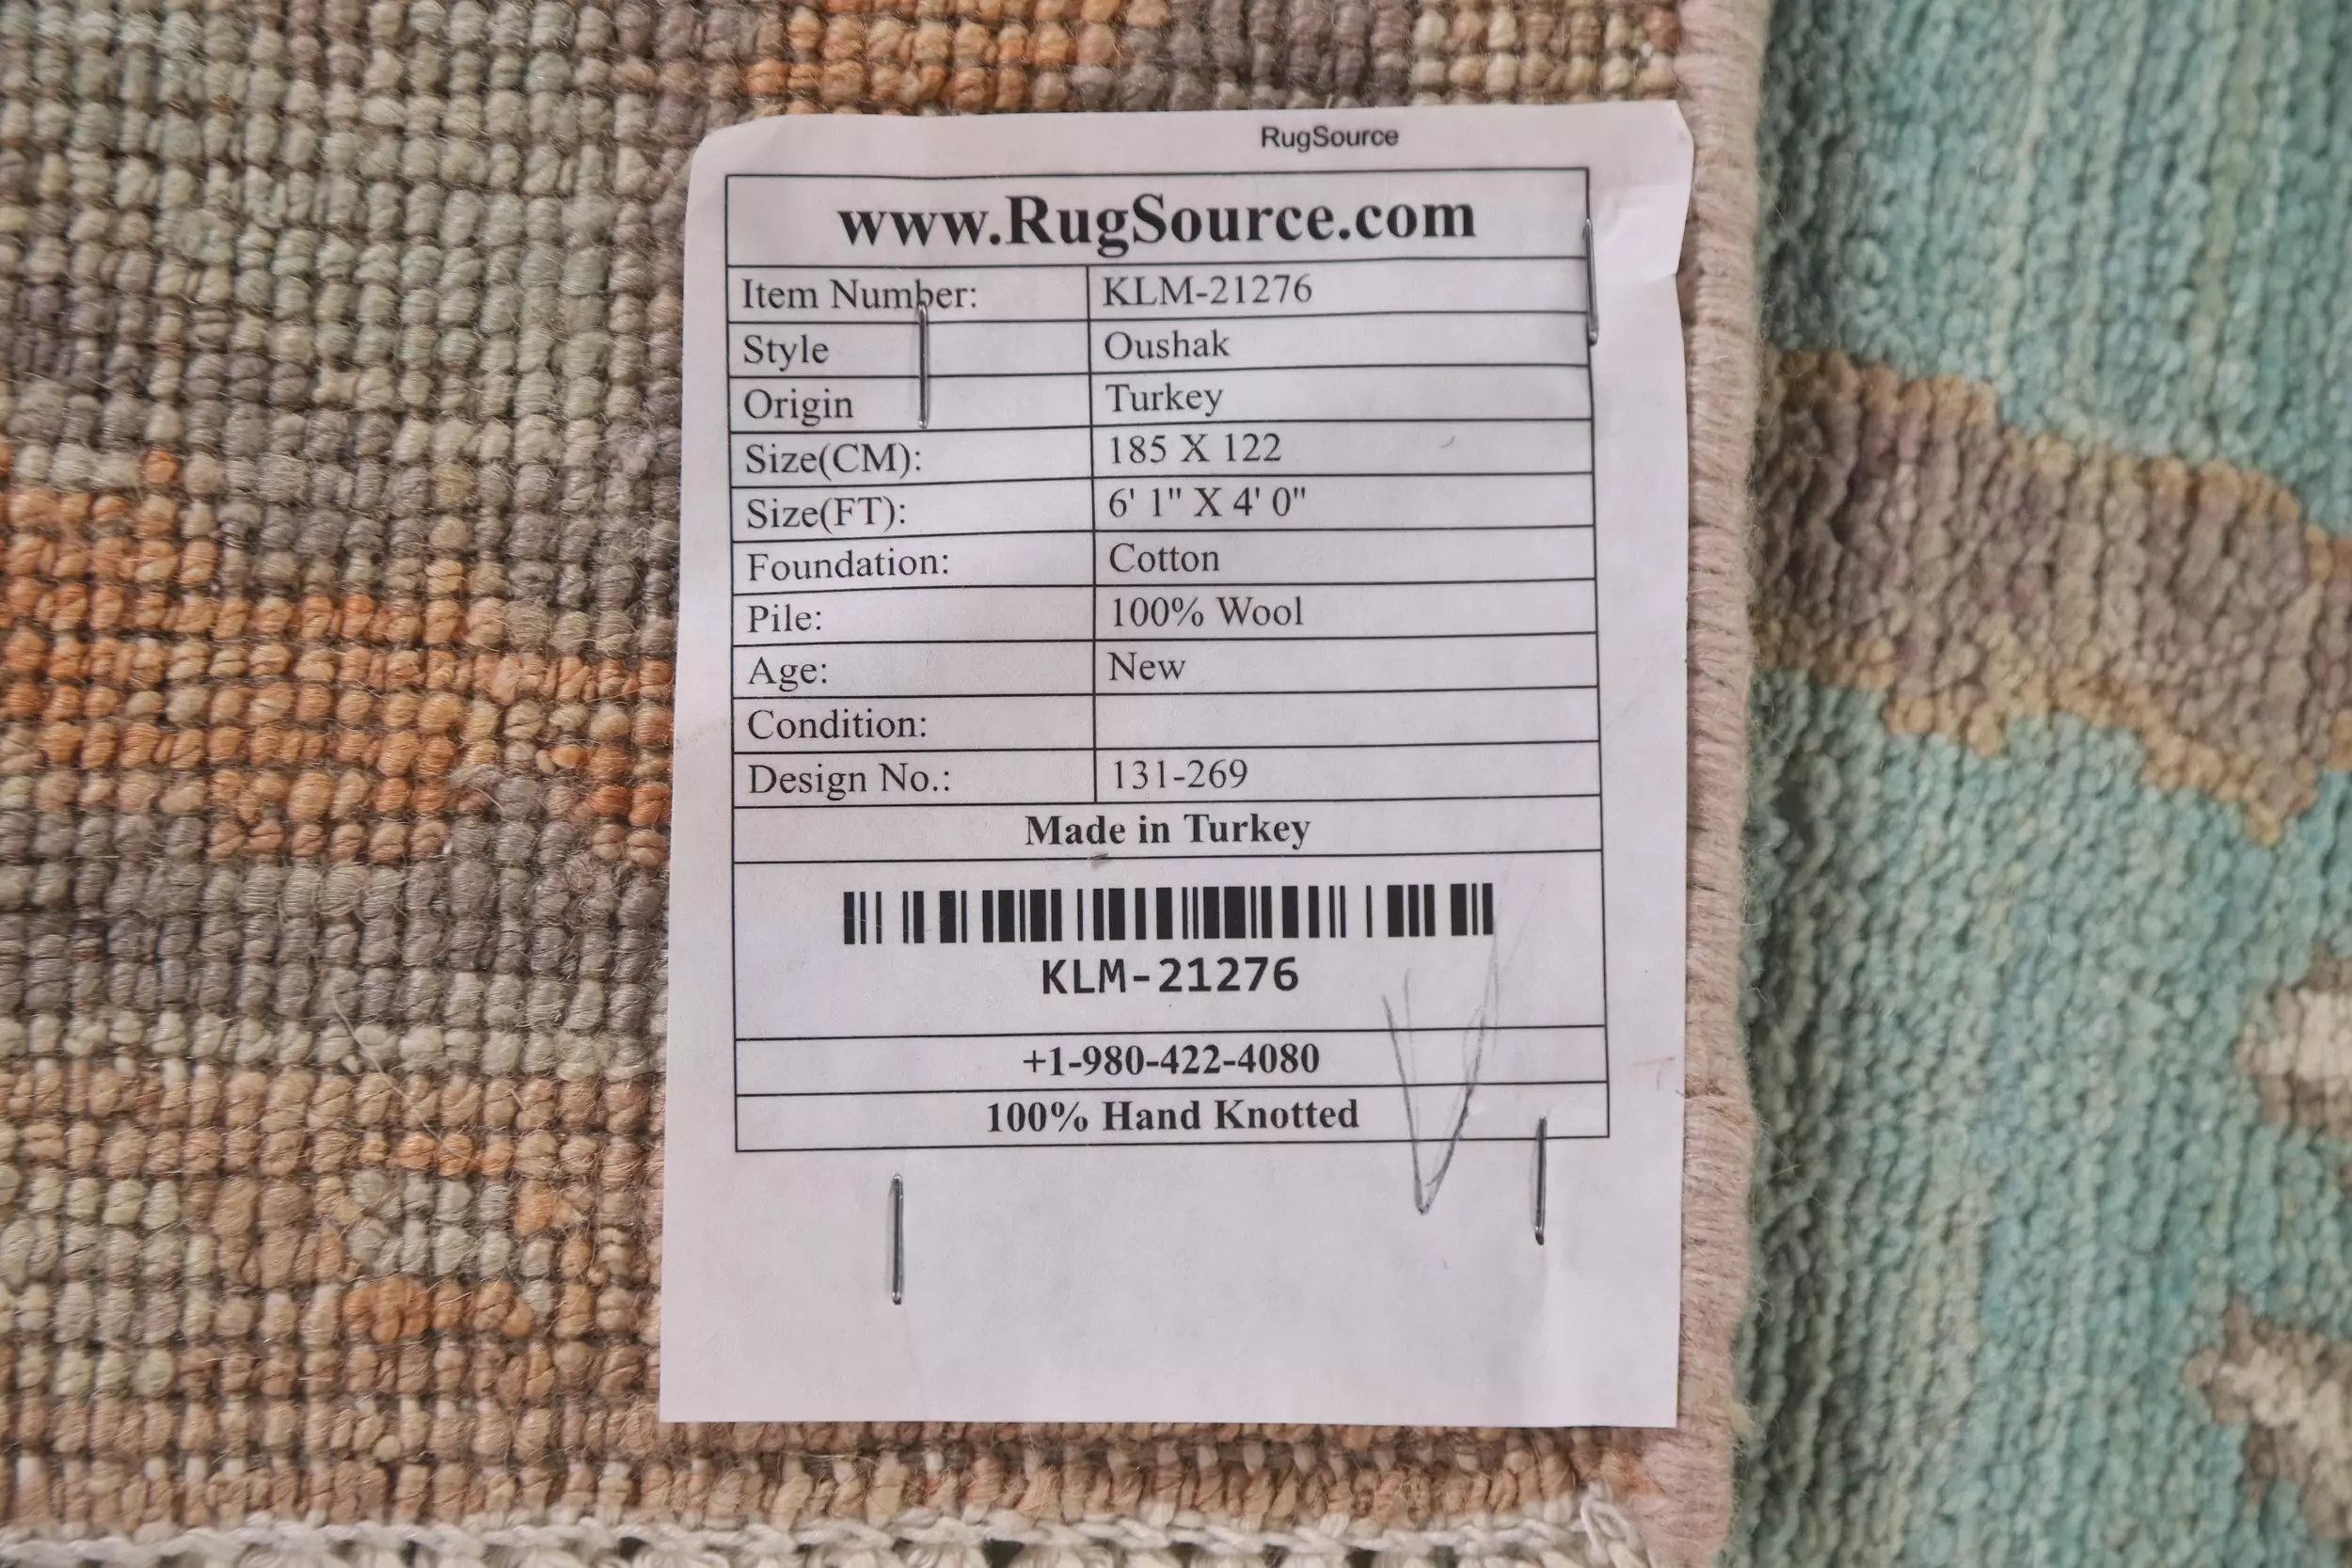 RugSource
www.RugSource.com
Item Number: KLM-21276
Style Oushak
Origin Turkey
Size(CM): 185 X 122
Size(FT): 6' 1" X 4' 0"
Foundation: Cotton
Pile: 100% Wool
Age: New
Condition:
Design No.: 131-269
Made in Turkey
KLM-21276
+1-980-422-4080
100% Hand Knotted